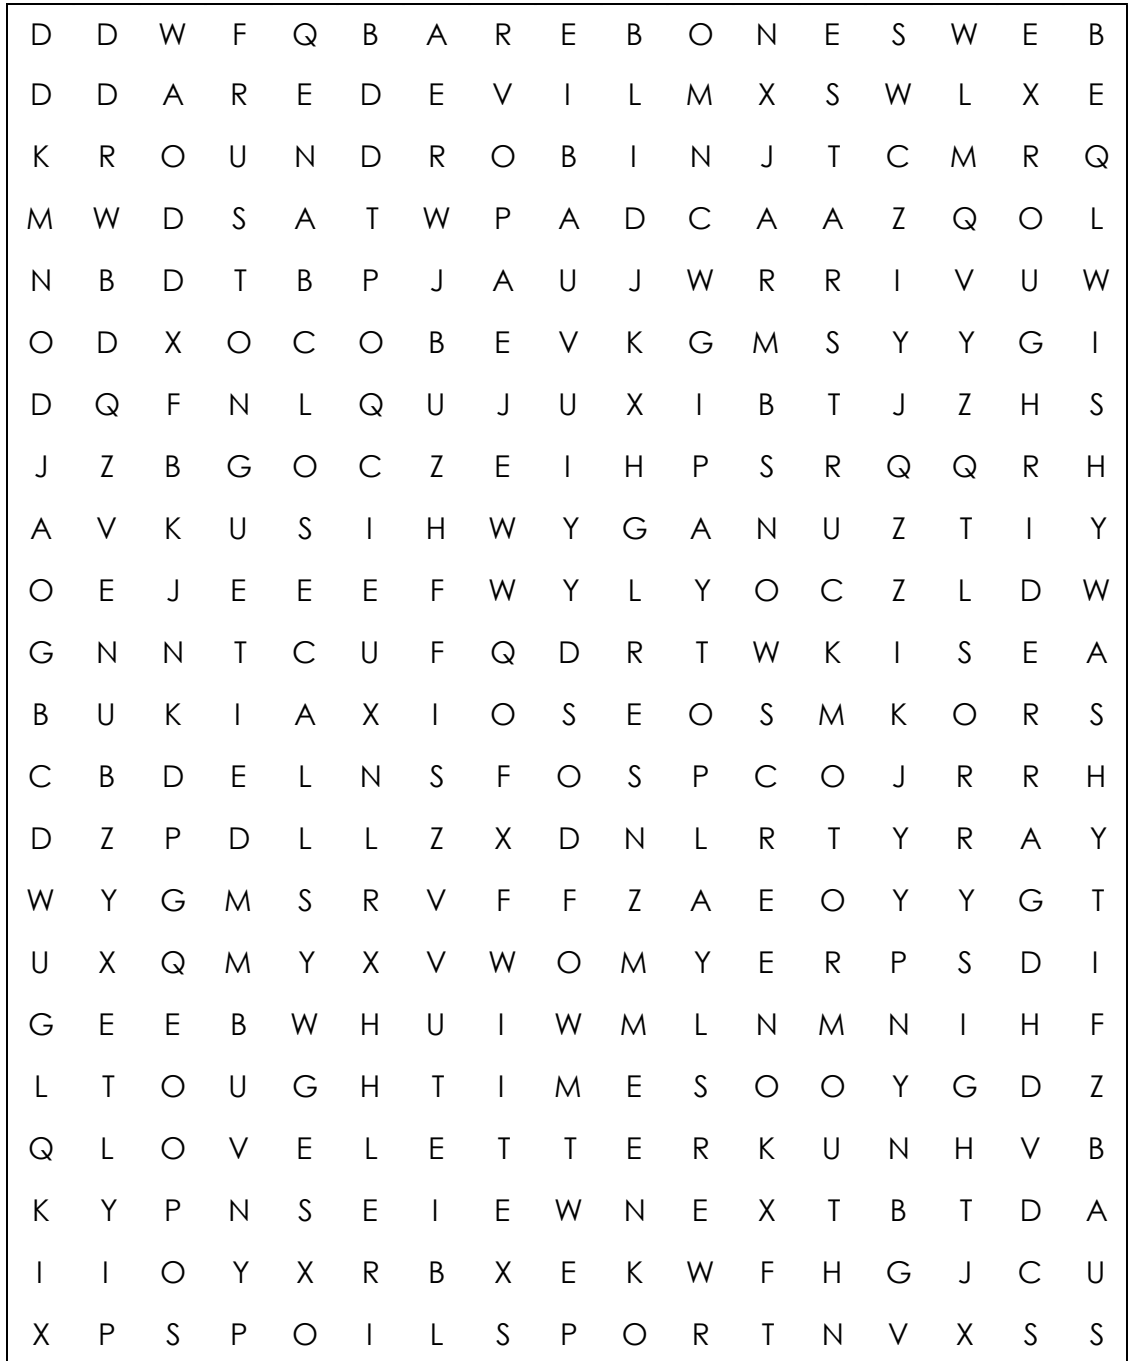 D D W F Q B A R E B O N E S W E B
D D A R E D E V I L M X S W L X E
K R O U N D R O B I N J T C M R Q
M W D S A T W P A D C A A Z Q O L
N B D T B P J A U J W R R I V U W
O D X O C O B E V K G M S Y Y G I
D Q F N L Q U J U X I B T J Z H S
J Z B G O C Z E I H P S R Q Q R H
A V K U S I H W Y G A N U Z T I Y
O E J E E E F W Y L Y O C Z L D W
G N N T C U F Q D R T W K I S E A
B U K I A X I O S E O S M K O R S
C B D E L N S F O S P C O J R R H
D Z P D L L Z X D N L R T Y R A Y
W Y G M S R V F F Z A E O Y Y G T
U X Q M Y X V W O M Y E R P S D I
G E E B W H U I W M L N M N I H F
L T O U G H T I M E S O O Y G D Z
Q L O V E L E T T E R K U N H V B
K Y P N S E I E W N E X T B T D A
I I O Y X R B X E K W F H G J C U
X P S P O I L S P O R T N V X S S